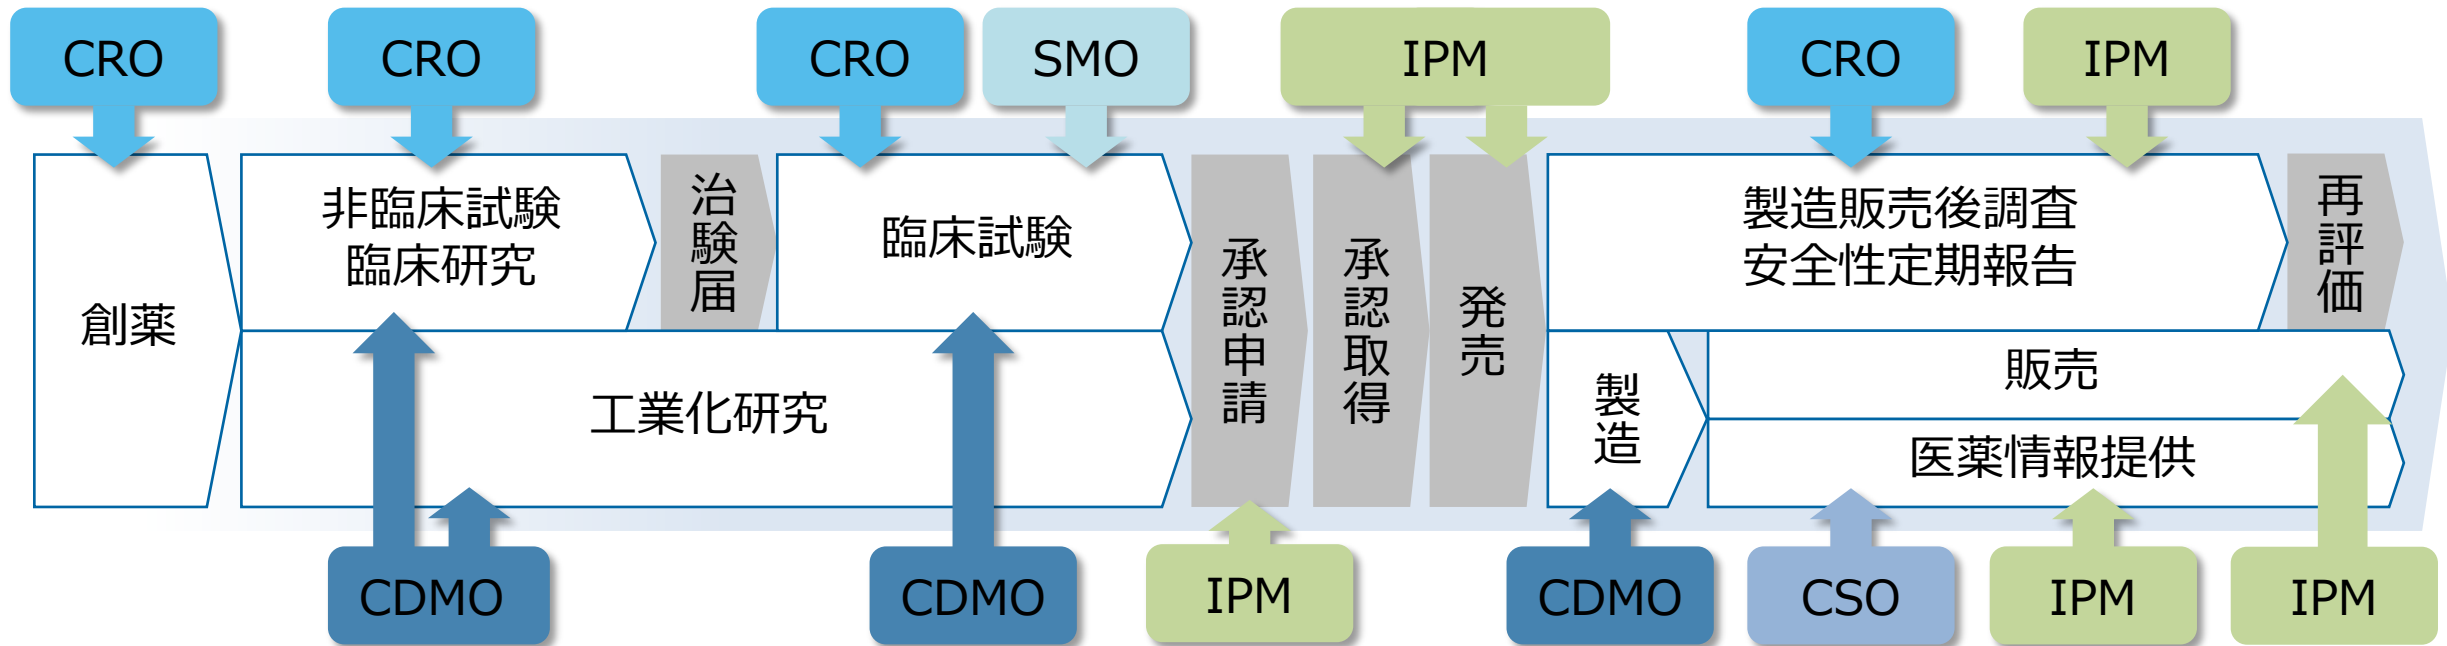 CRO
CRO
CRO
SMO
IPM
CRO
IPM
創薬
非臨床試験
臨床研究
治験届
臨床試験
工業化研究
承認申請
承認取得
発売
製造販売後調査
安全性定期報告
再評価
製造
販売
医薬情報提供
CDMO
CDMO
IPM
CDMO
CSO
IPM
IPM